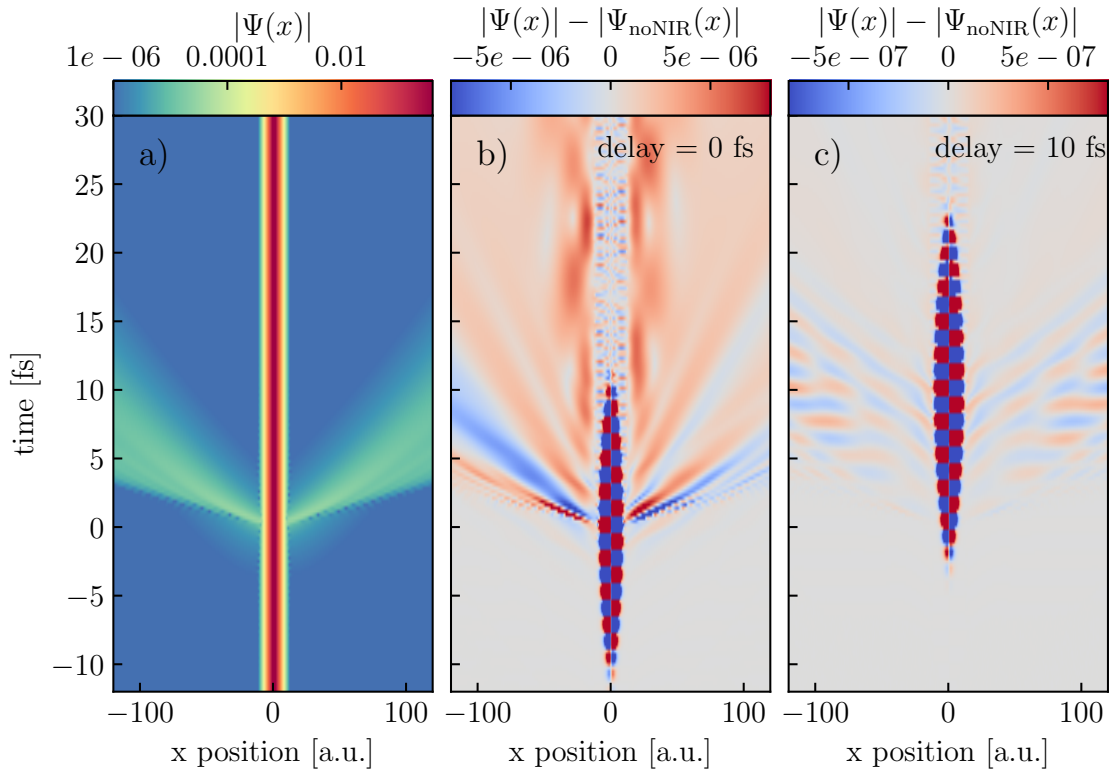 |Ψ(x)|
1e − 06 0.0001 0.01
|Ψ(x)| − |ΨnₒNIR(x)|
−5e − 06 0 5e − 06
|Ψ(x)| − |ΨnoNIR(x)|
−5e − 07 0 5e − 07
a)
b)
delay = 0 fs
c)
delay = 10 fs
30
25
20
15
10
5
0
−5
−10
time [fs]
−100 0 100
x position [a.u.]
−100 0 100
x position [a.u.]
−100 0 100
x position [a.u.]